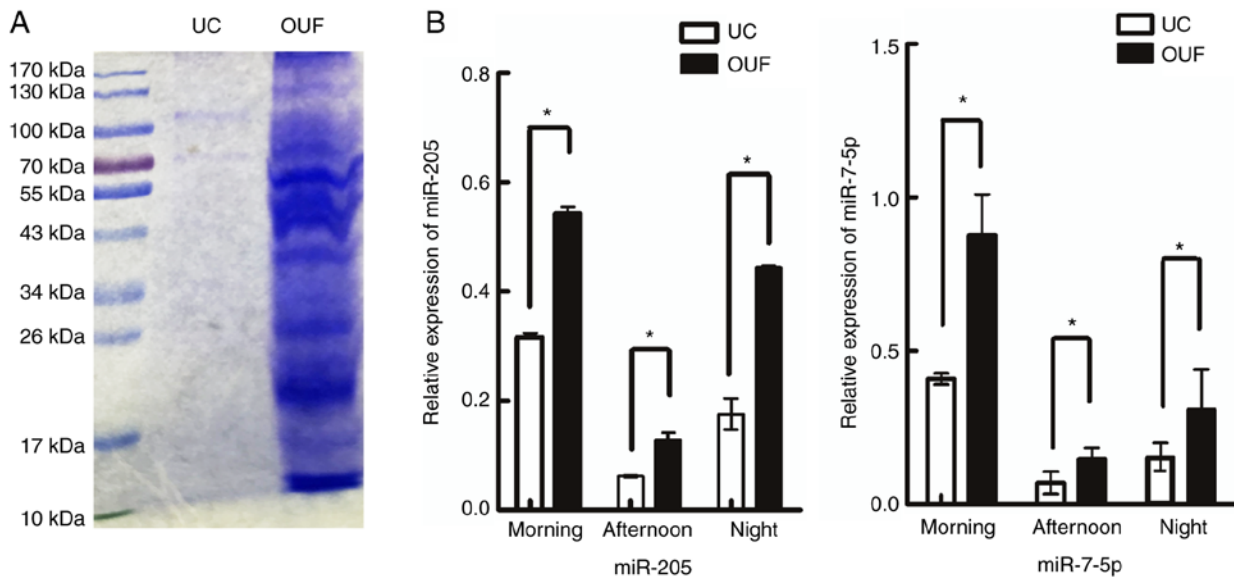 A
UC OUF
170 kDa
130 kDa
100 kDa
70 kDa
55 kDa
43 kDa
34 kDa
26 kDa
17 kDa
10 kDa
B
UC
OUF
Relative expression of miR-205
0.8
0.6
0.4
0.2
0.0
*
*
*
Morning Afternoon Night
miR-205
UC
OUF
Relative expression of miR-7-5p
1.5
1.0
0.5
0.0
*
*
*
Morning Afternoon Night
miR-7-5p